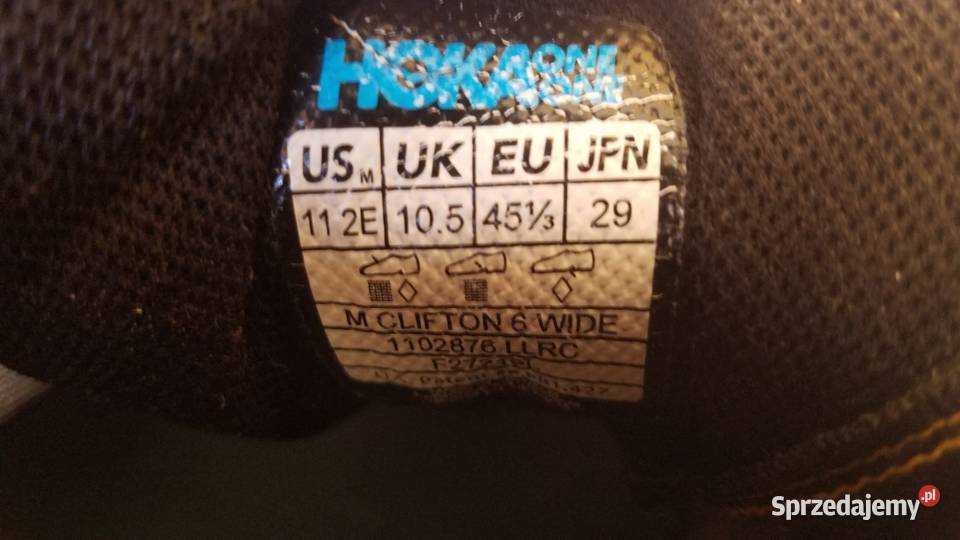 HOKA ONE ONE
US M UK EU JPN
11 2E 10.5 45⅓ 29
M CLIFTON 6 WIDE
1102876 LLRC
Sprzedajemy.pl